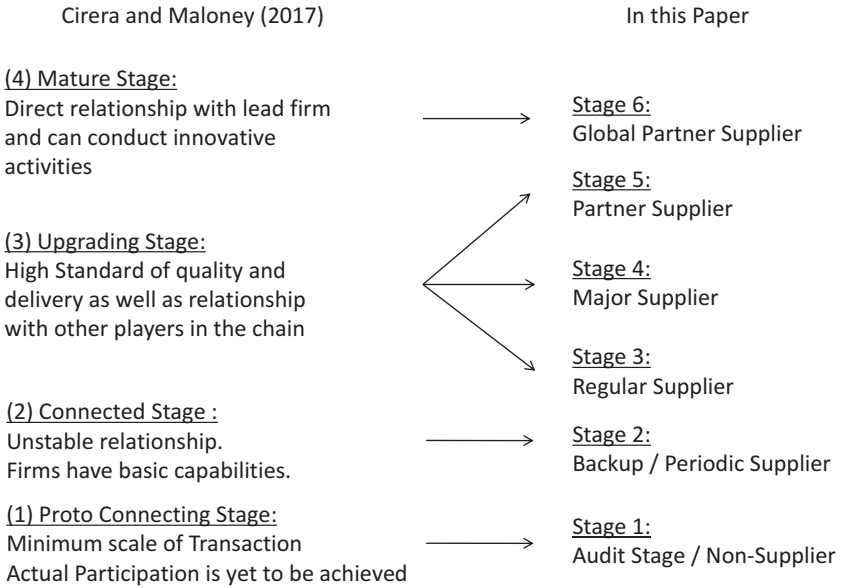 Cirera and Maloney (2017)
In this Paper
(4) Mature Stage:
Direct relationship with lead firm
and can conduct innovative
activities
Stage 6:
Global Partner Supplier
(3) Upgrading Stage:
High Standard of quality and
delivery as well as relationship
with other players in the chain
Stage 5:
Partner Supplier
Stage 4:
Major Supplier
Stage 3:
Regular Supplier
(2) Connected Stage :
Unstable relationship.
Firms have basic capabilities.
Stage 2:
Backup / Periodic Supplier
(1) Proto Connecting Stage:
Minimum scale of Transaction
Actual Participation is yet to be achieved
Stage 1:
Audit Stage / Non-Supplier